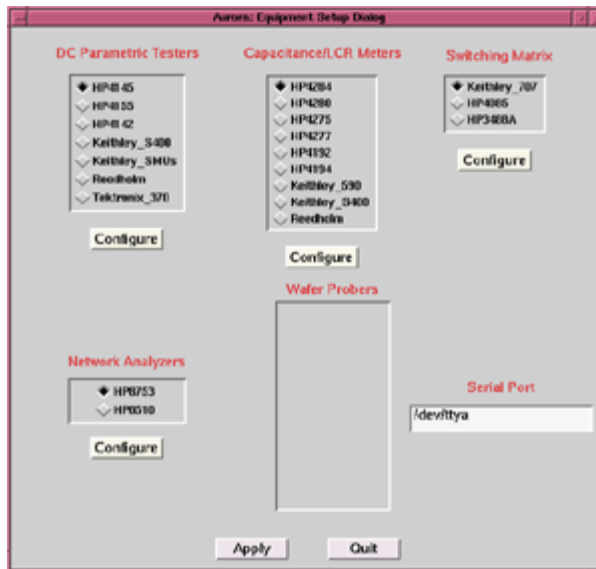 Aurora: Equipment Setup Dialog
DC Parametric Testers
HP4145
HP4155
HP4142
Keithley_S400
Keithley_SMUs
Reedholm
Tektronix_370
Configure
Capacitance/LCR Meters
HP4284
HP4280
HP4275
HP4277
HP4192
HP4194
Keithley_590
Keithley_S400
Reedholm
Configure
Switching Matrix
Keithley_707
HP4085
HP3488A
Configure
Network Analyzers
HP8753
HP8510
Configure
Wafer Probers
Serial Port
/dev/ttya
Apply
Quit